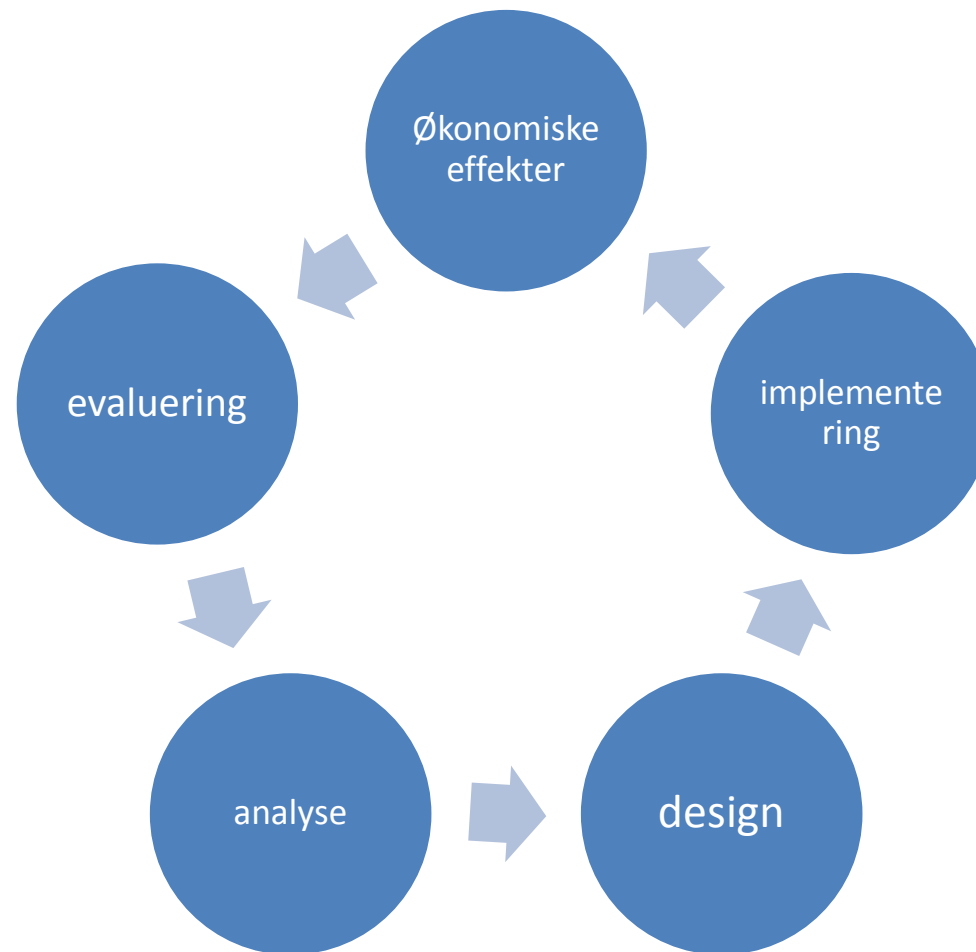 Økonomiske
effekter
evaluering
implemente
ring
analyse
design